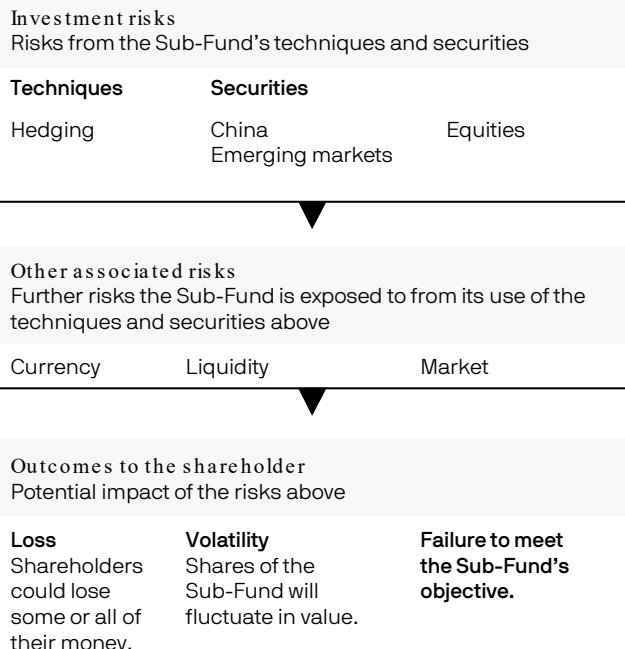 Investment risks
Risks from the Sub-Fund's techniques and securities
Techniques Securities
Hedging China Equities
Emerging markets
Other associated risks
Further risks the Sub-Fund is exposed to from its use of the
techniques and securities above
Currency Liquidity Market
Outcomes to the shareholder
Potential impact of the risks above
Loss Volatility Failure to meet
Shareholders Shares of the the Sub-Fund's
could lose Sub-Fund will objective.
some or all of fluctuate in value.
their money.